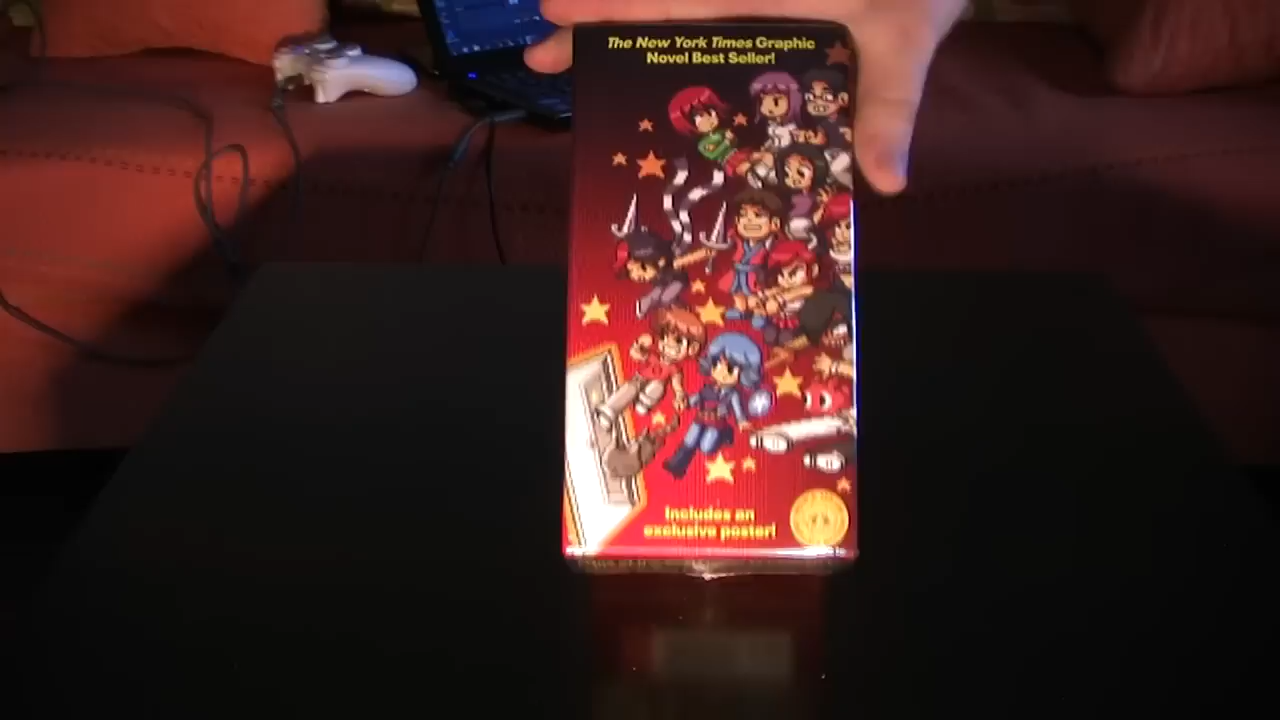 The New York Times Graphic
Novel Best Seller!
Includes an
exclusive poster!